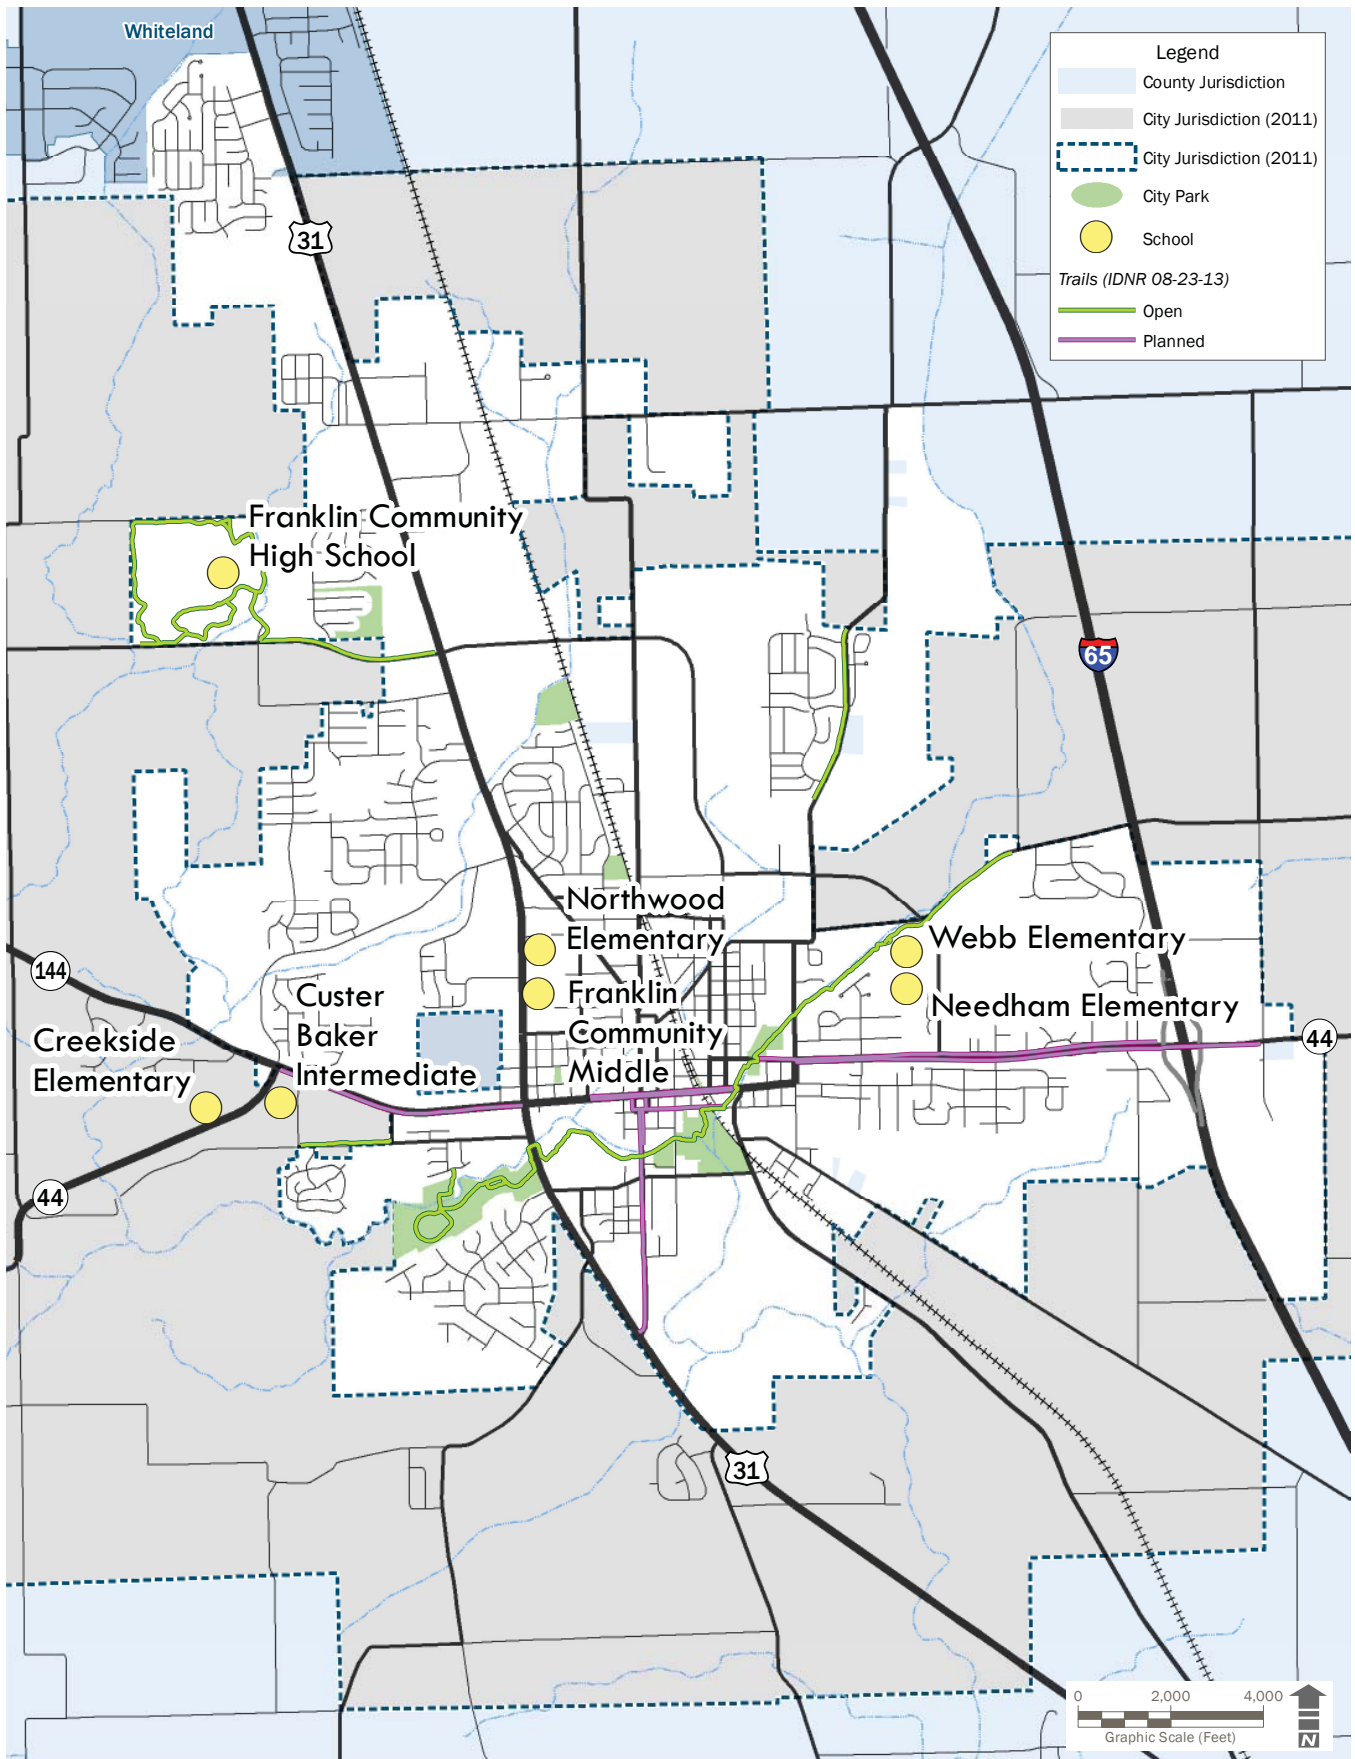 Whiteland
Legend
County Jurisdiction
City Jurisdiction (2011)
City Jurisdiction (2011)
City Park
School
Trails (IDNR 08-23-13)
Open
Planned
31
Franklin Community
High School
65
Northwood
Elementary
Webb Elementary
144
Custer
Baker
Intermediate
Franklin
Community
Middle
Needham Elementary
Creekside
Elementary
44
44
31
0 2,000 4,000
Graphic Scale (Feet)
N